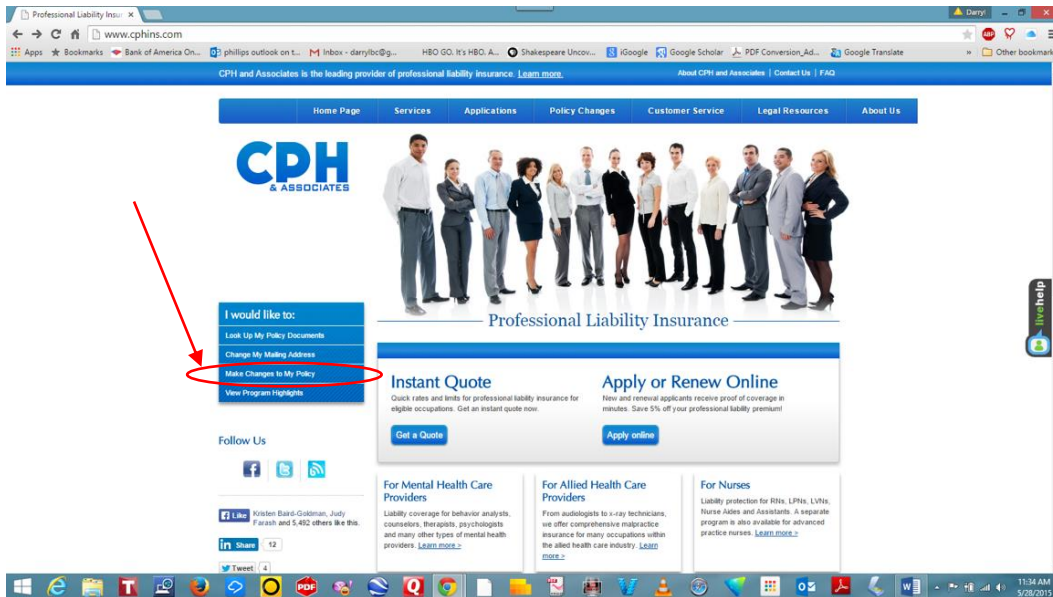 Professional Liability Insur
Darryl
www.cphins.com
Apps Bookmarks Bank of America On... phillips outlook on t... Inbox - darrylbc@g... HBO GO. It's HBO. A... Shakespeare Uncov... iGoogle Google Scholar PDF Conversion_Ad... Google Translate » Other bookmark
CPH and Associates is the leading provider of professional liability insurance. Learn more.
About CPH and Associates | Contact Us | FAQ
Home Page Services Applications Policy Changes Customer Service Legal Resources About Us
CPH
& ASSOCIATES
livehelp
Professional Liability Insurance
I would like to:
Look Up My Policy Documents
Change My Mailing Address
Make Changes to My Policy
View Program Highlights
Instant Quote
Quick rates and limits for professional liability insurance for
eligible occupations. Get an instant quote now.
Get a Quote
Apply or Renew Online
New and renewal applicants receive proof of coverage in
minutes. Save 5% off your professional liability premium!
Apply online
Follow Us
Like Kristen Baird-Goldman, Judy
Farash and 5,492 others like this.
in Share 12
Tweet 4
For Mental Health Care
Providers
Liability coverage for behavior analysts,
counselors, therapists, psychologists
and many other types of mental health
providers. Learn more >
For Allied Health Care
Providers
From audiologists to x-ray technicians,
we offer comprehensive malpractice
insurance for many occupations within
the allied health care industry. Learn
more >
For Nurses
Liability protection for RNs, LPNs, LVNs,
Nurse Aides and Assistants. A separate
program is also available for advanced
practice nurses. Learn more >
11:34 AM
5/28/2015